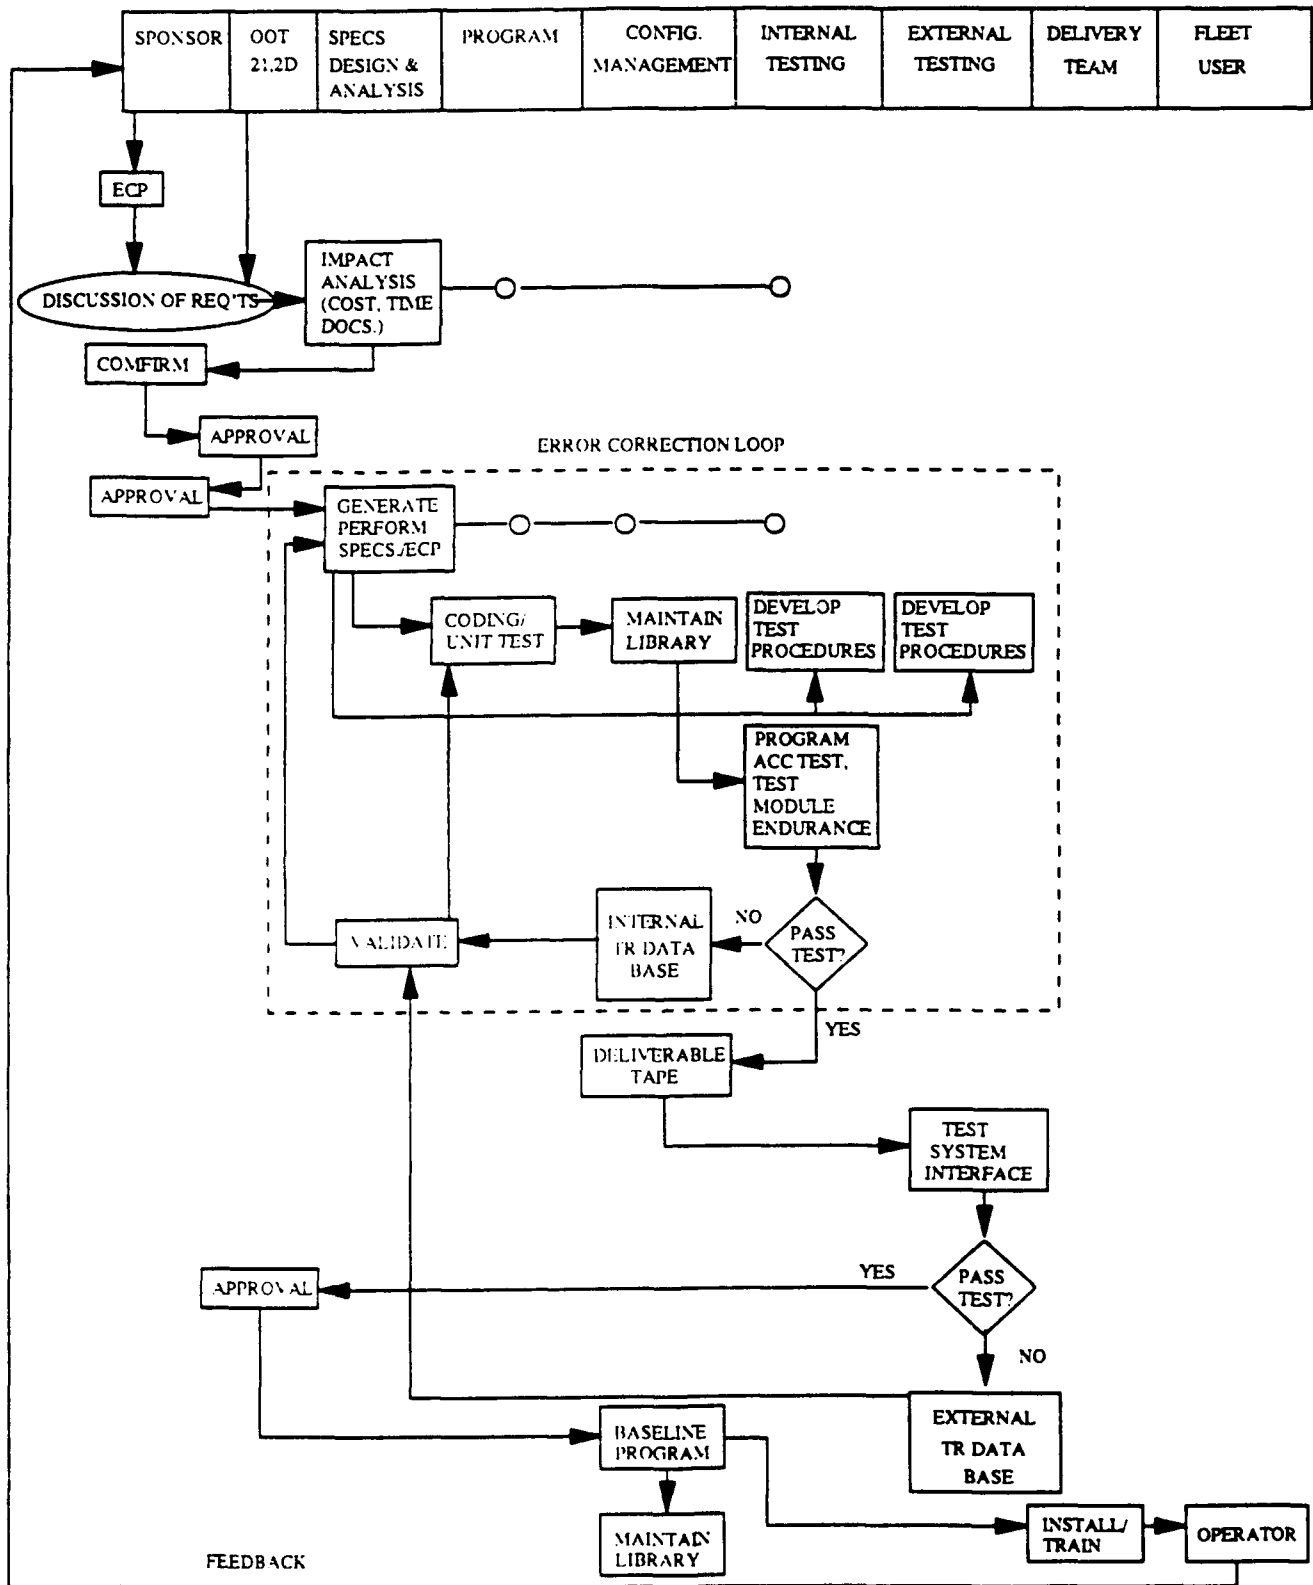 SPONSOR
OOT
21,2D
SPECS
DESIGN &
ANALYSIS
PROGRAM
CONFIG.
MANAGEMENT
INTERNAL
TESTING
EXTERNAL
TESTING
DELIVERY
TEAM
FLEET
USER
ECP
DISCUSSION OF REQ'TS
IMPACT
ANALYSIS
(COST, TIME
DOCS.)
COMFIRM
APPROVAL
APPROVAL
ERROR CORRECTION LOOP
GENERATE
PERFORM
SPECS./ECP
CODING/
UNIT TEST
MAINTAIN
LIBRARY
DEVELOP
TEST
PROCEDURES
DEVELOP
TEST
PROCEDURES
PROGRAM
ACC TEST,
TEST
MODULE
ENDURANCE
PASS
TEST?
NO
INTERNAL
TR DATA
BASE
VALIDATE
YES
DELIVERABLE
TAPE
TEST
SYSTEM
INTERFACE
PASS
TEST?
YES
APPROVAL
NO
EXTERNAL
TR DATA
BASE
BASELINE
PROGRAM
MAINTAIN
LIBRARY
INSTALL/
TRAIN
OPERATOR
FEEDBACK